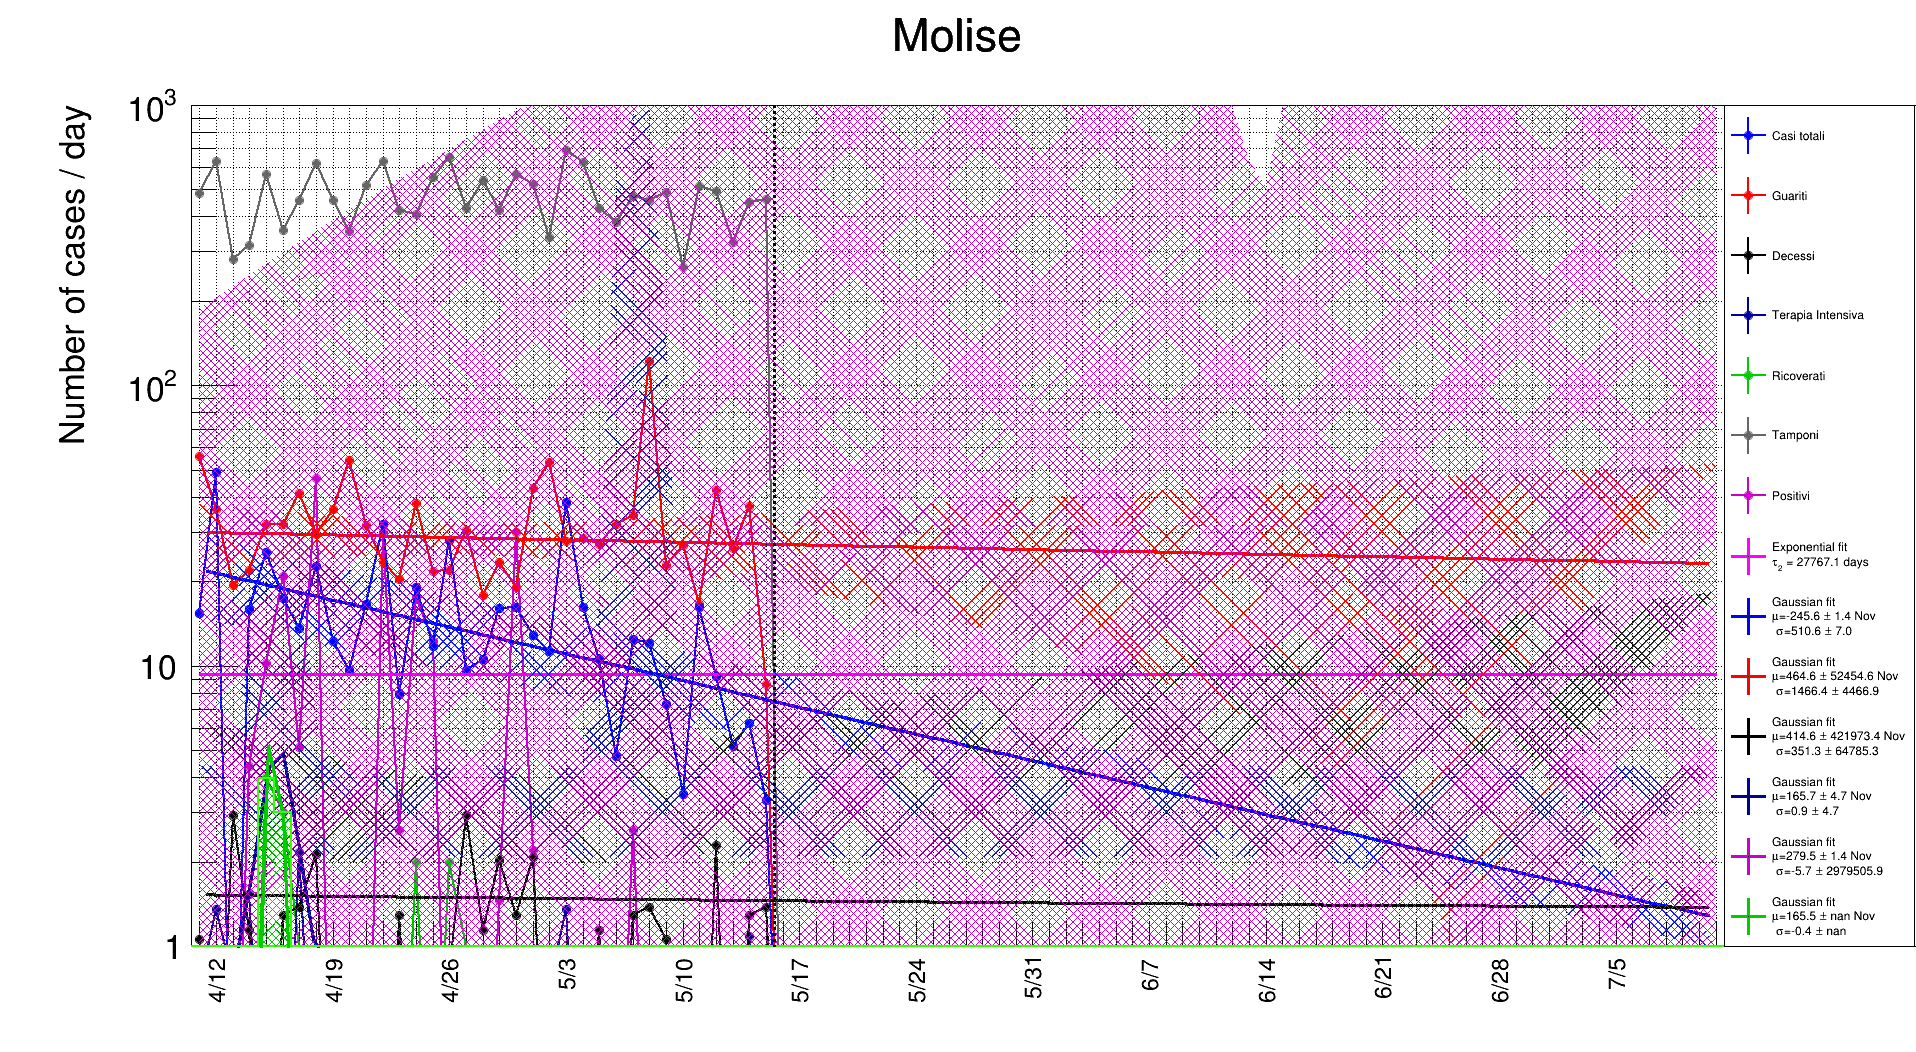 Molise
Number of cases / day
10³
10²
10
1
4/12
4/19
4/26
5/3
5/10
5/17
5/24
5/31
6/7
6/14
6/21
6/28
7/5
Casi totali
Guariti
Decessi
Terapia Intensiva
Ricoverati
Tamponi
Positivi
Exponential fit
τ₂ = 27767.1 days
Gaussian fit
μ=-245.6 ± 1.4 Nov
σ=510.6 ± 7.0
Gaussian fit
μ=464.6 ± 52454.6 Nov
σ=1466.4 ± 4466.9
Gaussian fit
μ=414.6 ± 421973.4 Nov
σ=351.3 ± 64785.3
Gaussian fit
μ=165.7 ± 4.7 Nov
σ=0.9 ± 4.7
Gaussian fit
μ=279.5 ± 1.4 Nov
σ=-5.7 ± 2979505.9
Gaussian fit
μ=165.5 ± nan Nov
σ=-0.4 ± nan